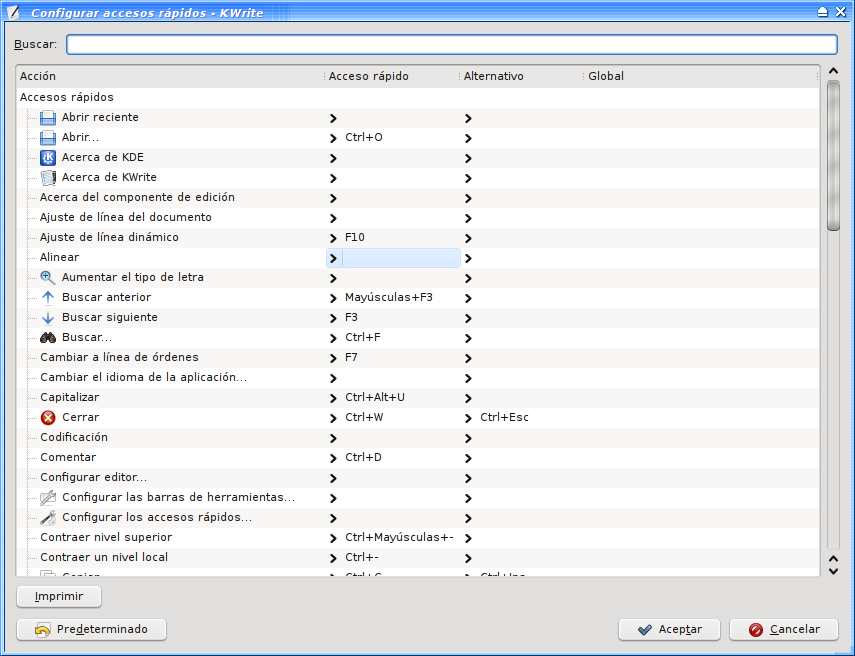 Configurar accesos rápidos - KWrite
Buscar:
Acción Acceso rápido Alternativo Global
Accesos rápidos
Abrir reciente
Abrir... Ctrl+O
Acerca de KDE
Acerca de KWrite
Acerca del componente de edición
Ajuste de línea del documento
Ajuste de línea dinámico F10
Alinear
Aumentar el tipo de letra
Buscar anterior Mayúsculas+F3
Buscar siguiente F3
Buscar... Ctrl+F
Cambiar a línea de órdenes F7
Cambiar el idioma de la aplicación...
Capitalizar Ctrl+Alt+U
Cerrar Ctrl+W Ctrl+Esc
Codificación
Comentar Ctrl+D
Configurar editor...
Configurar las barras de herramientas...
Configurar los accesos rápidos...
Contraer nivel superior Ctrl+Mayúsculas+-
Contraer un nivel local Ctrl+-
Copiar Ctrl+C Ctrl+Ins
Imprimir
Predeterminado Aceptar Cancelar